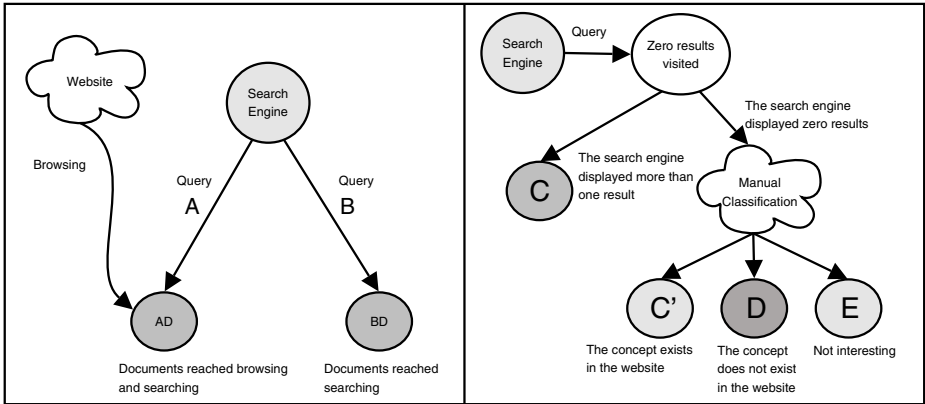 Website
Search
Engine
Browsing
Query
A
Query
B
AD
BD
Documents reached browsing
and searching
Documents reached
searching
Search
Engine
Query
Zero results
visited
The search engine
displayed zero results
The search engine
displayed more than
one result
C
Manual
Classification
C'
D
E
The concept exists
in the website
The concept
does not exist
in the website
Not interesting